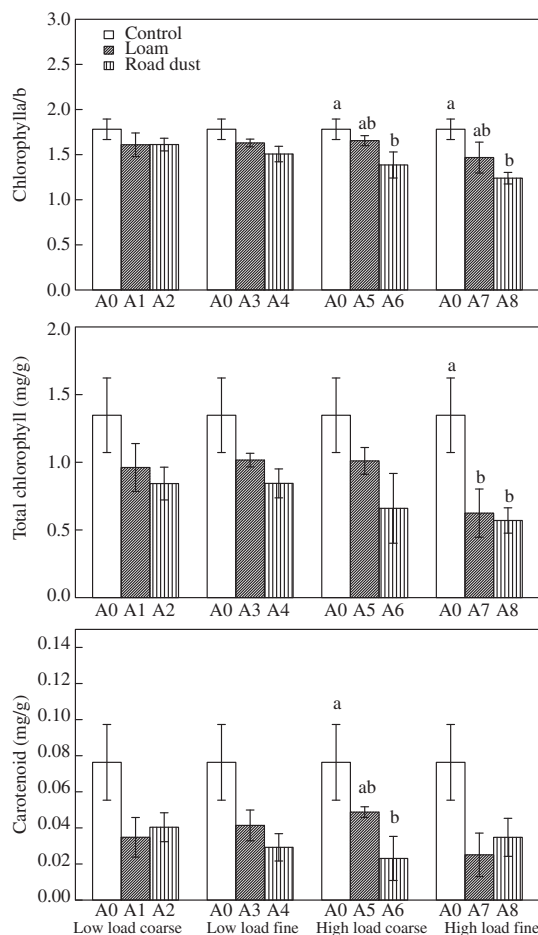 Control
Loam
Road dust
Chlorophylla/b
3.0
2.5
2.0
1.5
1.0
0.5
0.0
a ab b
a ab b
A0 A1 A2 A0 A3 A4 A0 A5 A6 A0 A7 A8
Total chlorophyll (mg/g)
2.0
1.5
1.0
0.5
0.0
a b b
A0 A1 A2 A0 A3 A4 A0 A5 A6 A0 A7 A8
Carotenoid (mg/g)
0.14
0.12
0.10
0.08
0.06
0.04
0.02
0.00
a ab b
A0 A1 A2 A0 A3 A4 A0 A5 A6 A0 A7 A8
Low load coarse Low load fine High load coarse High load fine